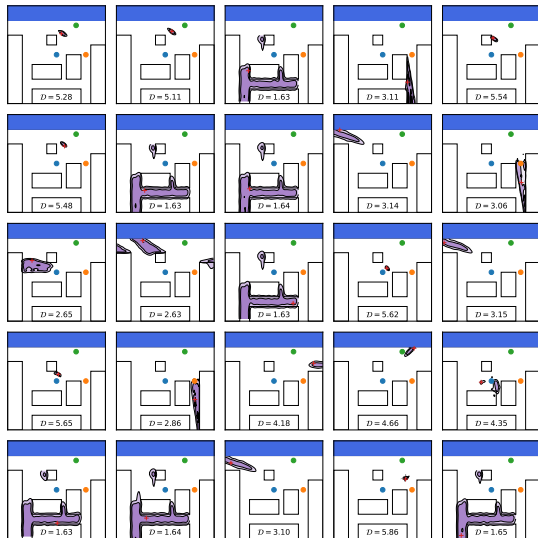 𝒟 = 5.28
𝒟 = 5.11
𝒟 = 1.63
𝒟 = 3.11
𝒟 = 5.54
𝒟 = 5.48
𝒟 = 1.63
𝒟 = 1.64
𝒟 = 3.14
𝒟 = 3.06
𝒟 = 2.65
𝒟 = 2.63
𝒟 = 1.63
𝒟 = 5.62
𝒟 = 3.15
𝒟 = 5.65
𝒟 = 2.86
𝒟 = 4.18
𝒟 = 4.66
𝒟 = 4.35
𝒟 = 1.63
𝒟 = 1.64
𝒟 = 3.10
𝒟 = 5.86
𝒟 = 1.65